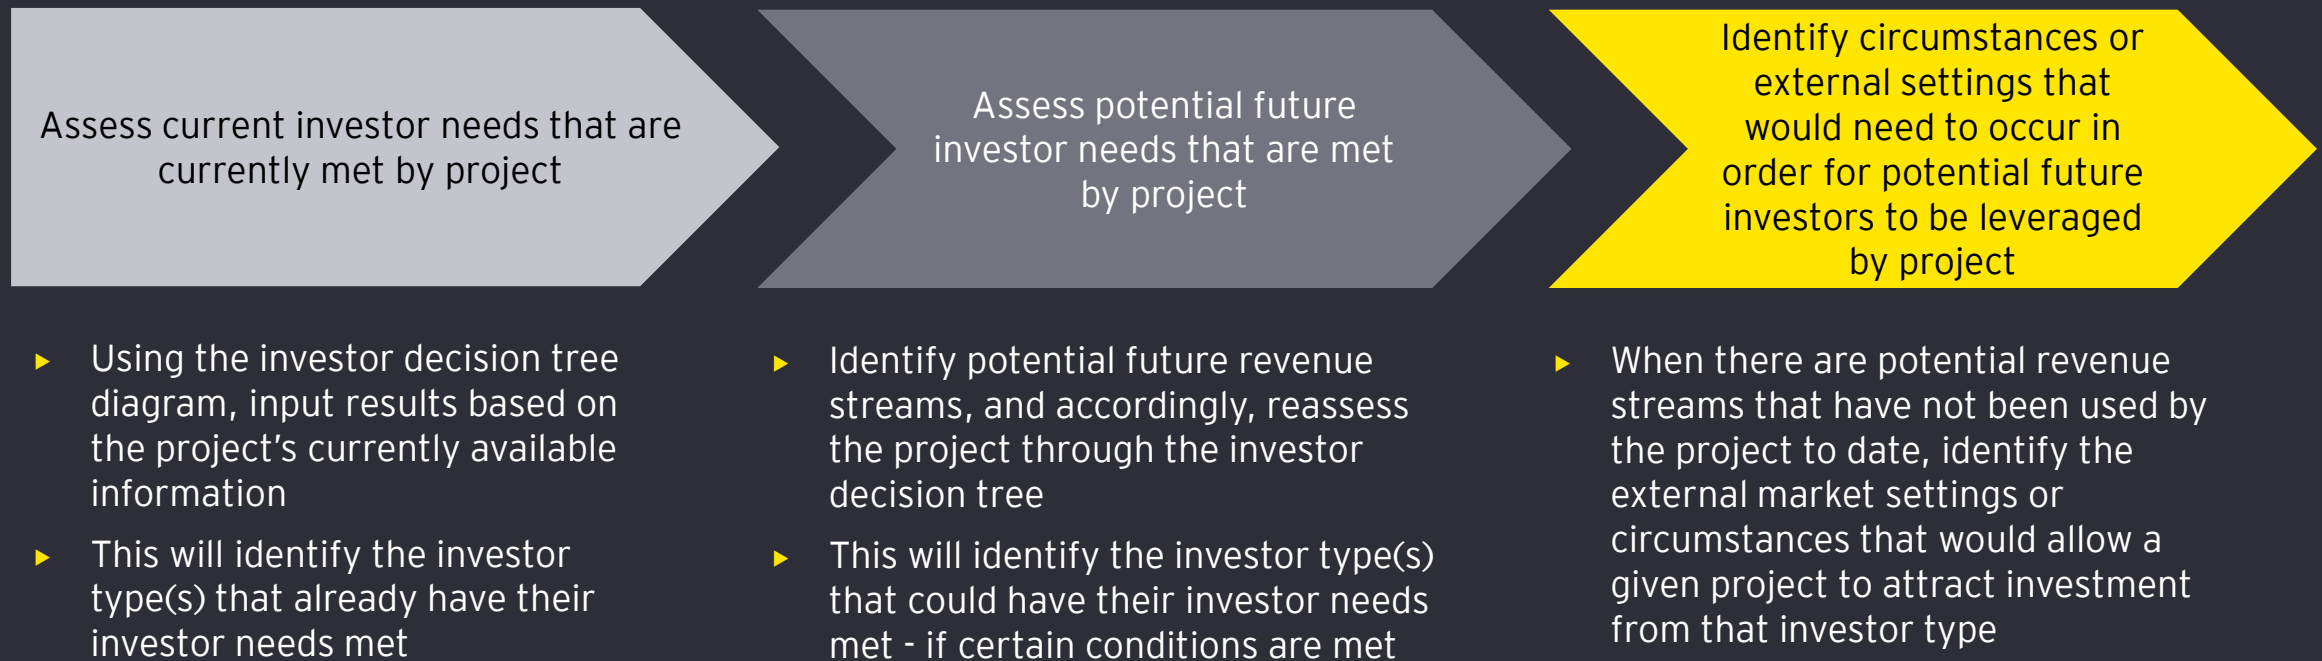 Assess current investor needs that are
currently met by project
Assess potential future
investor needs that are met
by project
Identify circumstances or
external settings that
would need to occur in
order for potential future
investors to be leveraged
by project
Using the investor decision tree
diagram, input results based on
the project's currently available
information
This will identify the investor
type(s) that already have their
investor needs met
Identify potential future revenue
streams, and accordingly, reassess
the project through the investor
decision tree
This will identify the investor type(s)
that could have their investor needs
met - if certain conditions are met
When there are potential revenue
streams that have not been used by
the project to date, identify the
external market settings or
circumstances that would allow a
given project to attract investment
from that investor type